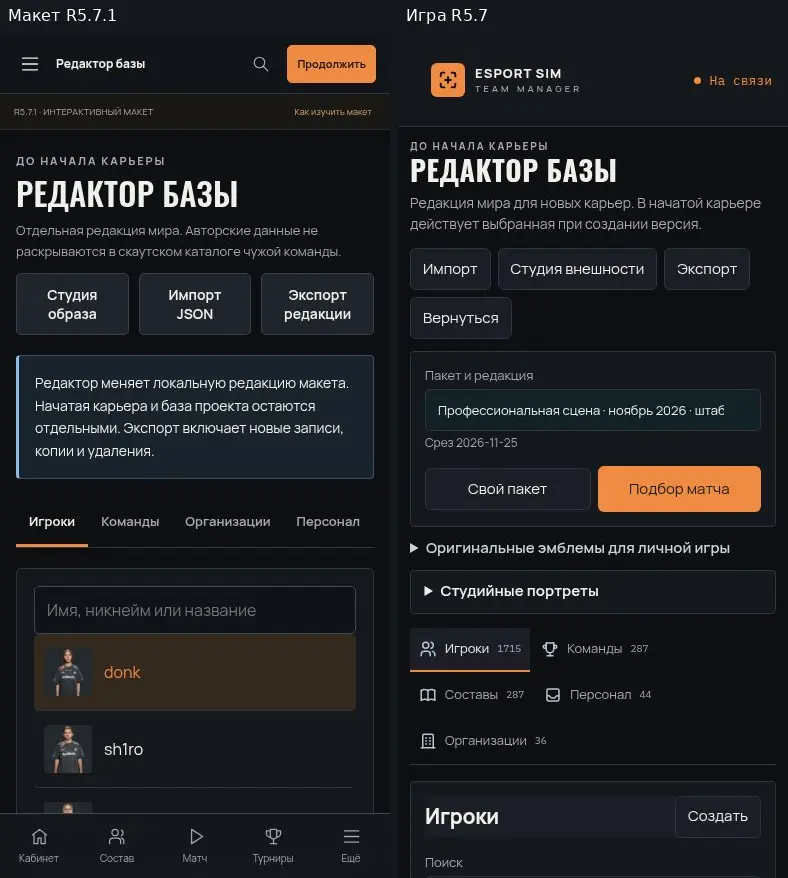 Макет R5.7.1
Редактор базы
Продолжить
R5.7.1 · ИНТЕРАКТИВНЫЙ МАКЕТ
Как изучить макет
ДО НАЧАЛА КАРЬЕРЫ
РЕДАКТОР БАЗЫ
Отдельная редакция мира. Авторские данные не
раскрываются в скаутском каталоге чужой команды.
Студия
образа
Импорт
JSON
Экспорт
редакции
Редактор меняет локальную редакцию макета.
Начатая карьера и база проекта остаются
отдельными. Экспорт включает новые записи,
копии и удаления.
Игроки
Команды
Организации
Персонал
Имя, никнейм или название
donk
sh1ro
Кабинет
Состав
Матч
Турниры
Ещё
Игра R5.7
ESPORT SIM
TEAM MANAGER
На связи
ДО НАЧАЛА КАРЬЕРЫ
РЕДАКТОР БАЗЫ
Редакция мира для новых карьер. В начатой карьере
действует выбранная при создании версия.
Импорт
Студия внешности
Экспорт
Вернуться
Пакет и редакция
Профессиональная сцена · ноябрь 2026 · штаб
Срез 2026-11-25
Свой пакет
Подбор матча
Оригинальные эмблемы для личной игры
Студийные портреты
Игроки 1715
Команды 287
Составы 287
Персонал 44
Организации 36
Игроки
Создать
Поиск